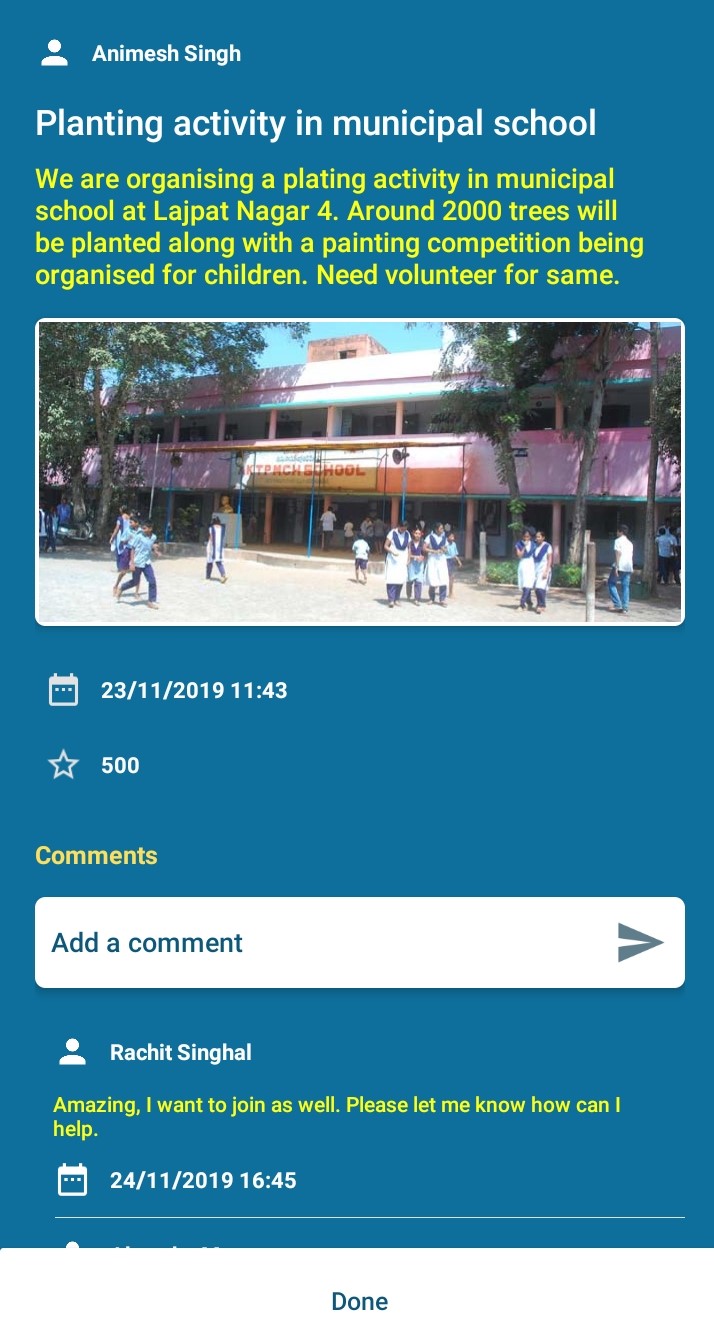 Animesh Singh
Planting activity in municipal school
We are organising a plating activity in municipal
school at Lajpat Nagar 4. Around 2000 trees will
be planted along with a painting competition being
organised for children. Need volunteer for same.
SCHOOL
23/11/2019 11:43
500
Comments
Add a comment
Rachit Singhal
Amazing, I want to join as well. Please let me know how can I
help.
24/11/2019 16:45
Done